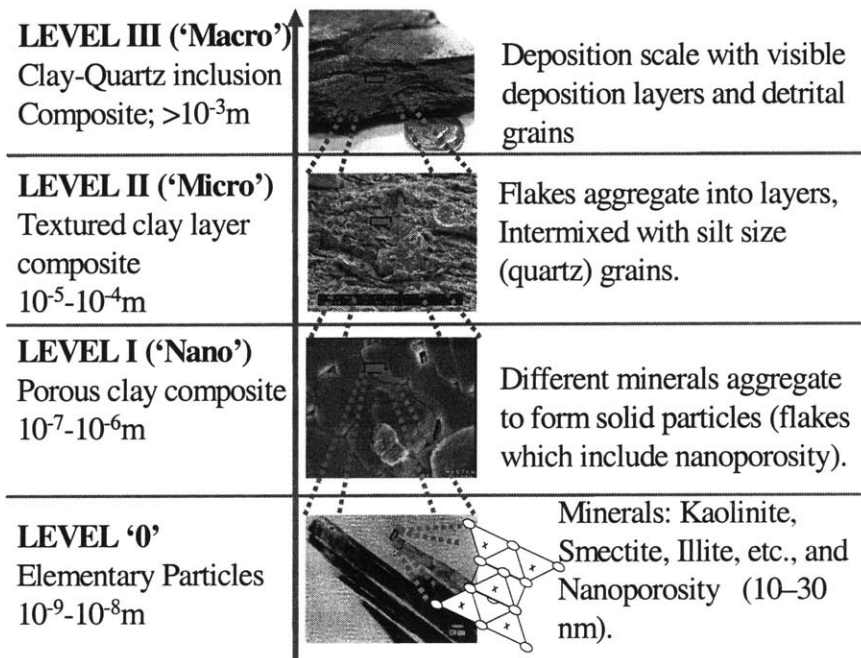 LEVEL III (‘Macro’)
Clay-Quartz inclusion
Composite; >10⁻³m
Deposition scale with visible
deposition layers and detrital
grains
LEVEL II (‘Micro’)
Textured clay layer
composite
10⁻⁵-10⁻⁴m
Flakes aggregate into layers,
Intermixed with silt size
(quartz) grains.
LEVEL I (‘Nano’)
Porous clay composite
10⁻⁷-10⁻⁶m
Different minerals aggregate
to form solid particles (flakes
which include nanoporosity).
LEVEL ‘0’
Elementary Particles
10⁻⁹-10⁻⁸m
Minerals: Kaolinite,
Smectite, Illite, etc., and
Nanoporosity (10–30
nm).
x
x
x
x
x
x